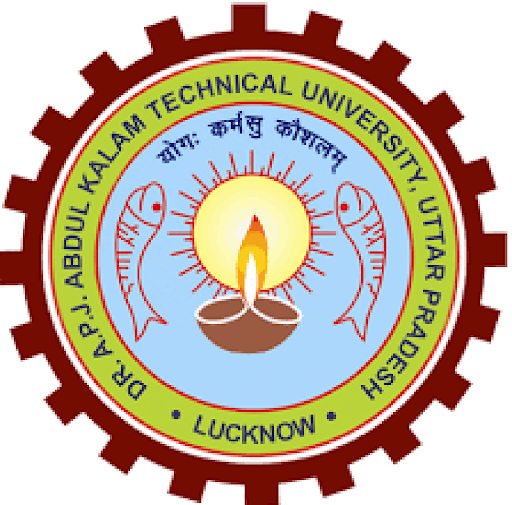 DR. A.P.J. ABDUL KALAM TECHNICAL UNIVERSITY, UTTAR PRADESH
योगः कर्मसु कौशलम्
• LUCKNOW •